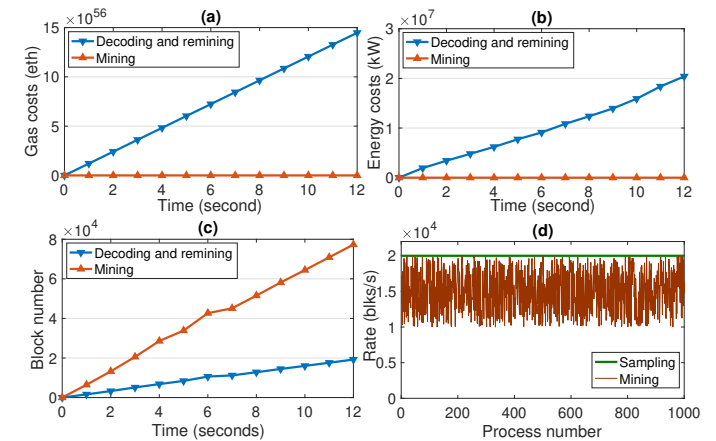 (a)
×10^56
15
10
5
0
Gas costs (eth)
Decoding and remining
Mining
0 2 4 6 8 10 12
Time (second)
(b)
×10^7
3
2
1
0
Energy costs (kW)
Decoding and remining
Mining
0 2 4 6 8 10 12
Time (second)
(c)
×10^4
8
6
4
2
0
Block number
Decoding and remining
Mining
0 2 4 6 8 10 12
Time (seconds)
(d)
×10^4
2
1.5
1
0.5
0
Rate (blks/s)
Sampling
Mining
0 200 400 600 800 1000
Process number